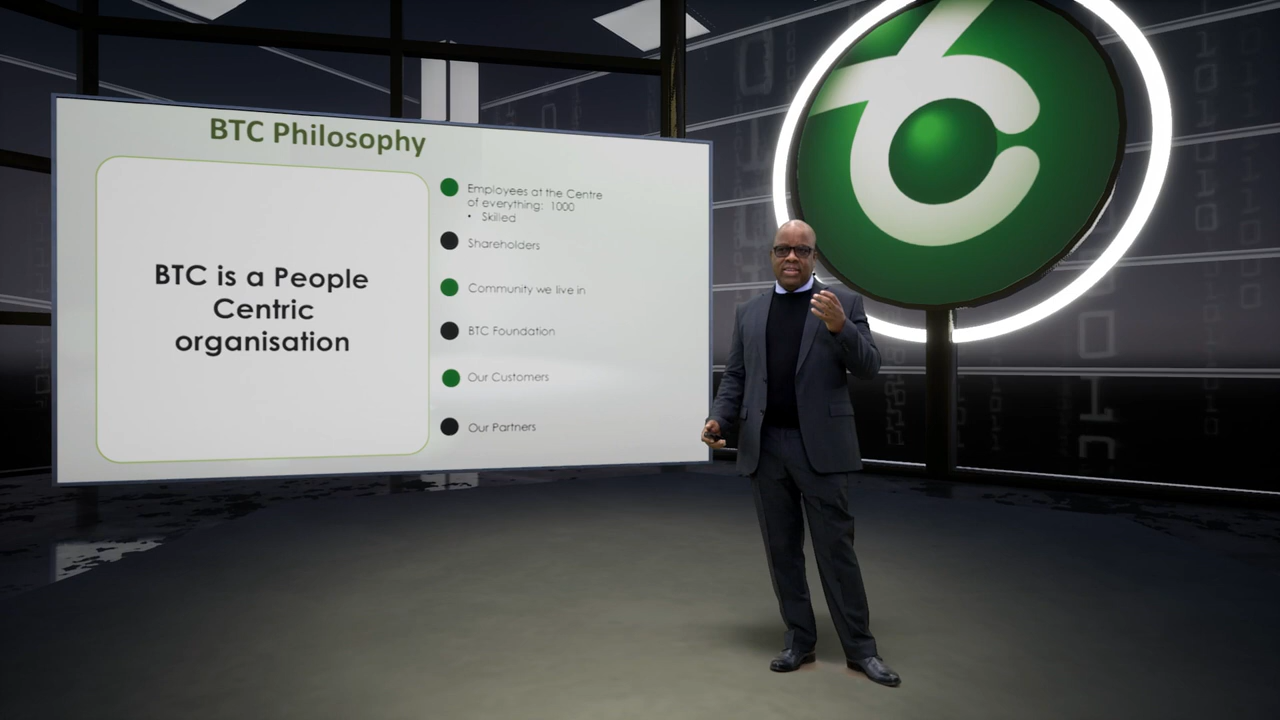 BTC Philosophy
BTC is a People
Centric
organisation
Employees at the Centre
of everything: 1000
• Skilled
Shareholders
Community we live in
BTC Foundation
Our Customers
Our Partners